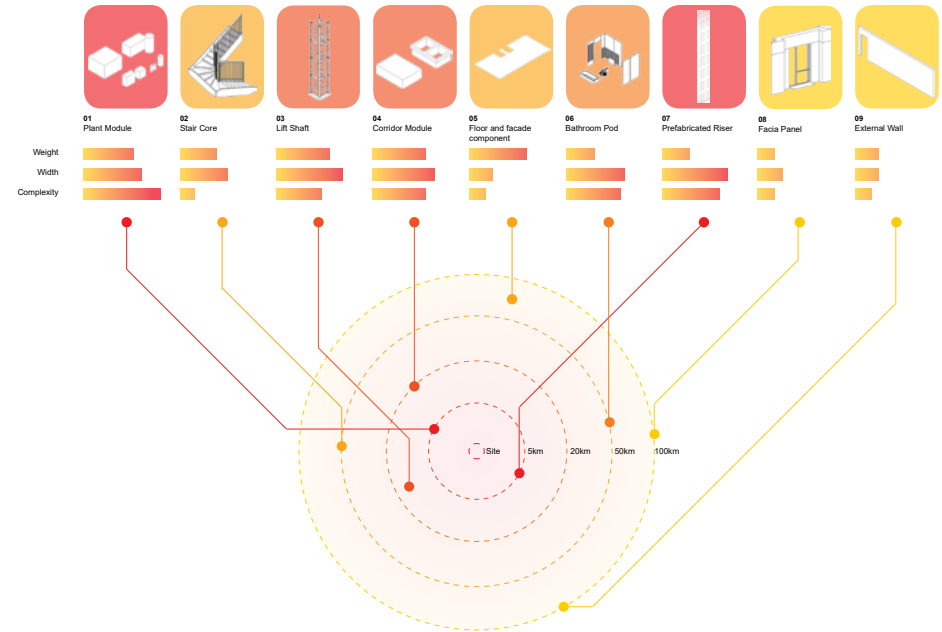 01
Plant Module
02
Stair Core
03
Lift Shaft
04
Corridor Module
05
Floor and facade
component
06
Bathroom Pod
07
Prefabricated Riser
08
Facia Panel
09
External Wall
Weight
Width
Complexity
Site
5km
20km
50km
100km